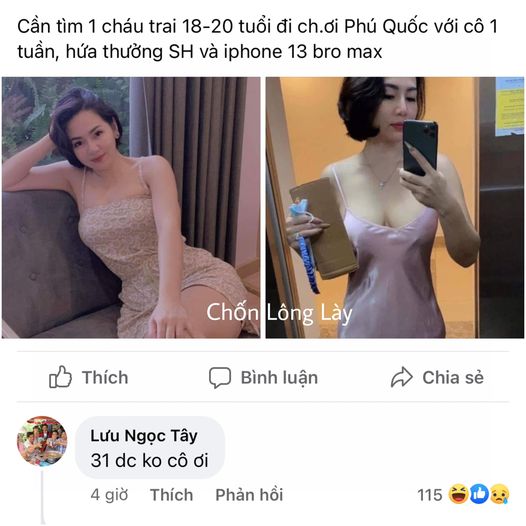 Cần tìm 1 cháu trai 18-20 tuổi đi ch.ơi Phú Quốc với cô 1
tuần, hứa thưởng SH và iphone 13 bro max
Chốn Lông Lày
Thích
Bình luận
Chia sẻ
Lưu Ngọc Tây
31 dc ko cô ơi
4 giờ Thích Phản hồi 115